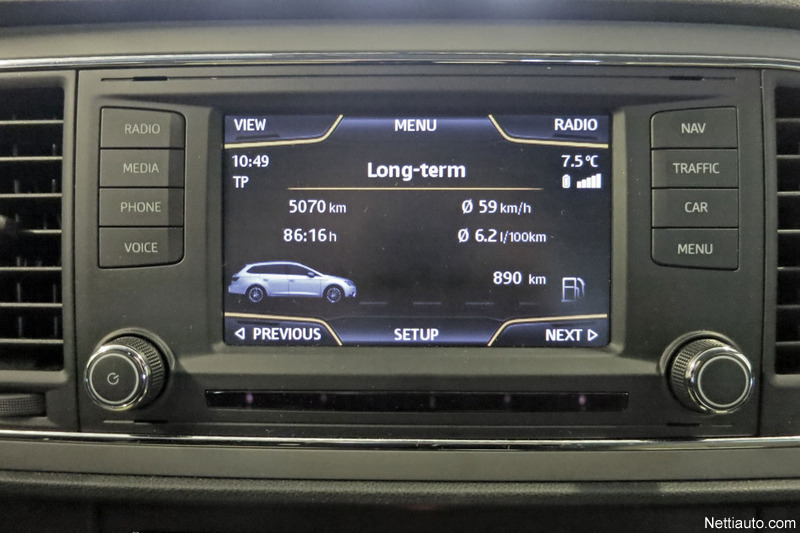 RADIO
MEDIA
PHONE
VOICE
VIEW MENU RADIO
10:49 7.5°C
TP Long-term
5070 km Ø 59 km/h
86:16 h Ø 6.2 l/100km
890 km
◁ PREVIOUS SETUP NEXT ▷
NAV
TRAFFIC
CAR
MENU
Nettiauto.com